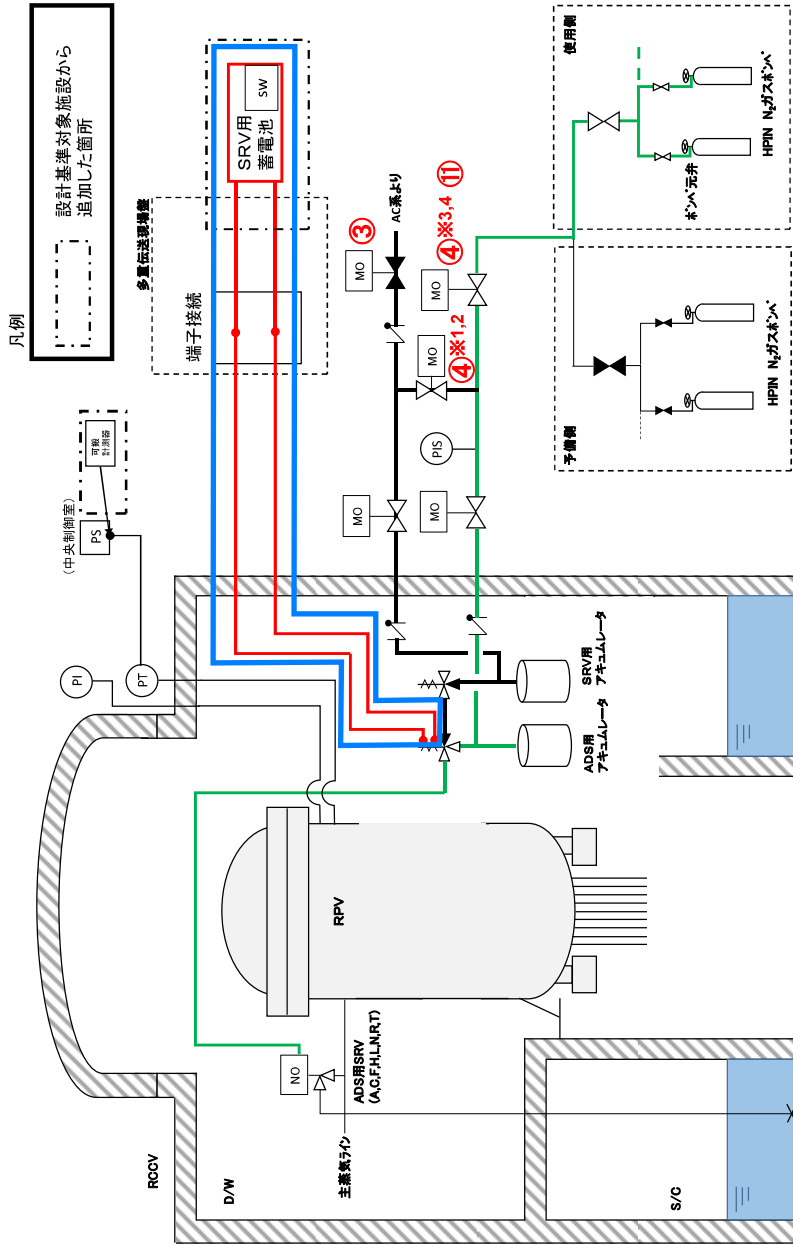 凡例
設計基準対象施設から
追加した箇所
SRV用
蓄電池
SW
多重伝送現場盤
端子接続
可搬
計測器
(中央制御室)
PS
PI
PT
AC系より
③
MO
④※3,4 ⑪
MO
④※1,2
MO
PIS
MO
MO
使用側
ボンベ元弁
HPIN N₂ガスボンベ
予備側
HPIN N₂ガスボンベ
SRV用
アキュムレータ
ADS用
アキュムレータ
RPV
NO
ADS用SRV
(A,C,F,H,L,N,R,T)
主蒸気ライン
RCCV
D/W
S/C